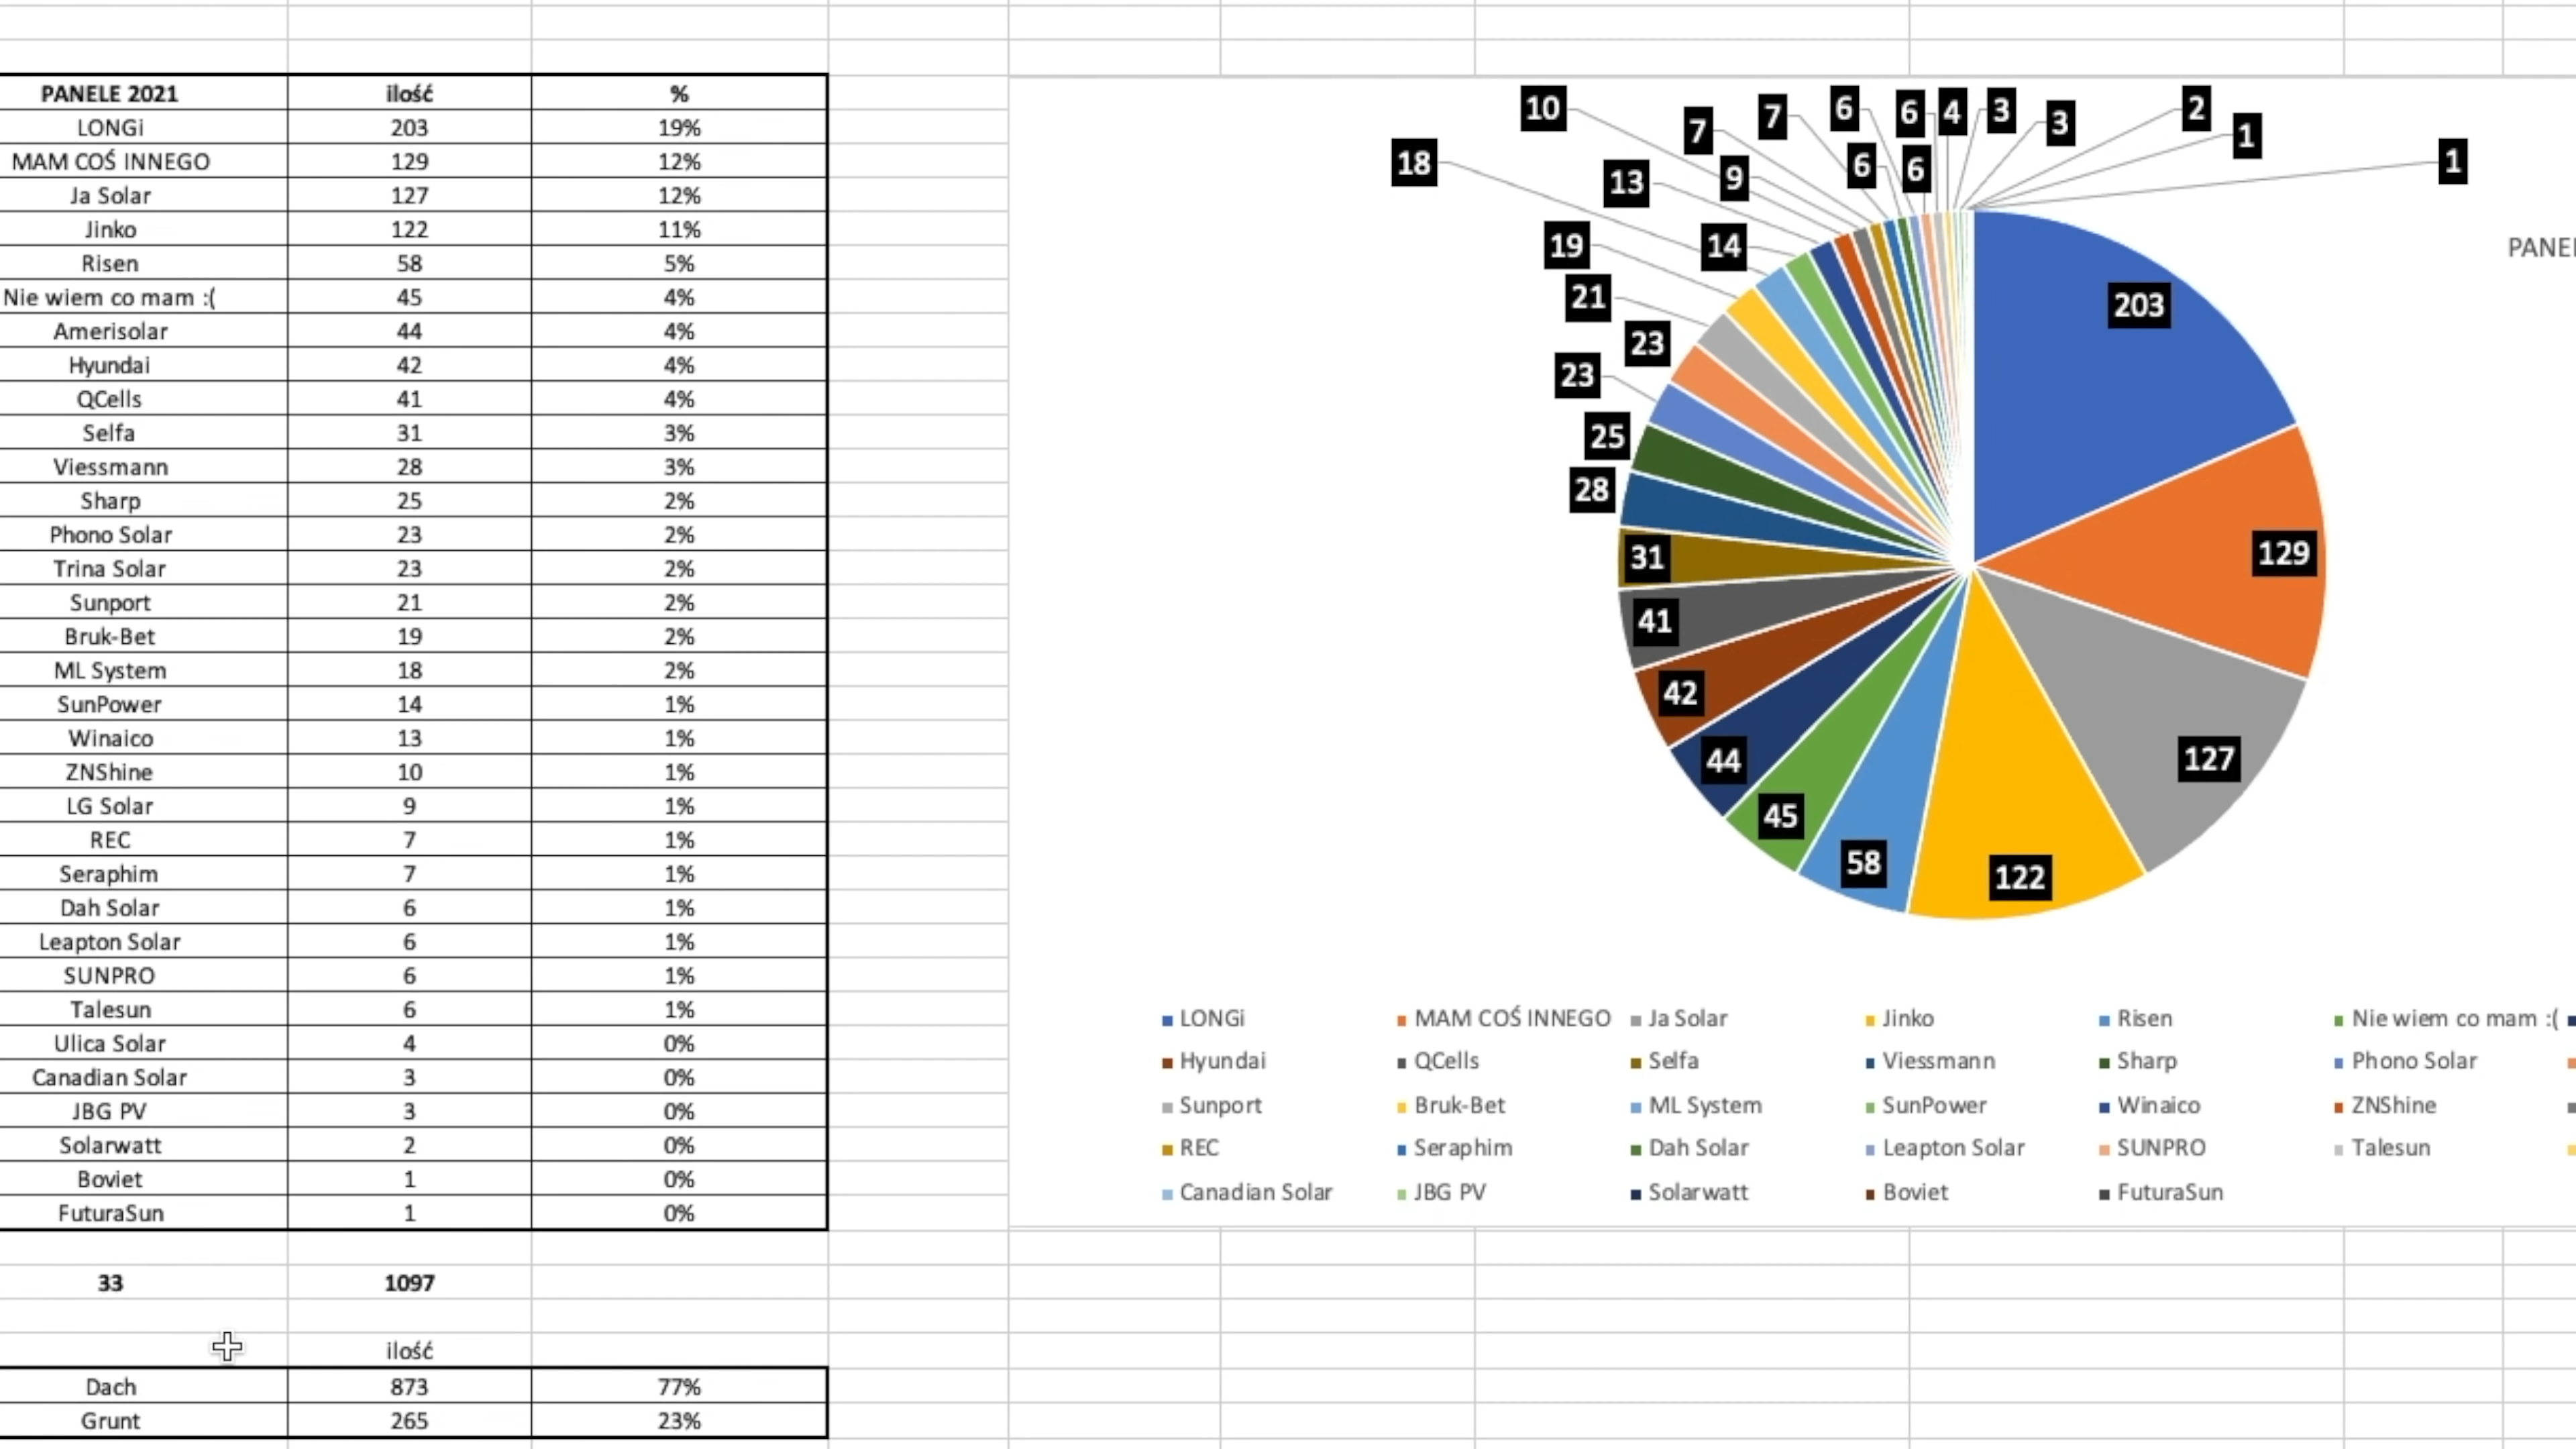 PANELE 2021 ilość %
LONGi 203 19%
MAM COŚ INNEGO 129 12%
Ja Solar 127 12%
Jinko 122 11%
Risen 58 5%
Nie wiem co mam :( 45 4%
Amerisolar 44 4%
Hyundai 42 4%
QCells 41 4%
Selfa 31 3%
Viessmann 28 3%
Sharp 25 2%
Phono Solar 23 2%
Trina Solar 23 2%
Sunport 21 2%
Bruk-Bet 19 2%
ML System 18 2%
SunPower 14 1%
Winaico 13 1%
ZNShine 10 1%
LG Solar 9 1%
REC 7 1%
Seraphim 7 1%
Dah Solar 6 1%
Leapton Solar 6 1%
SUNPRO 6 1%
Talesun 6 1%
Ulica Solar 4 0%
Canadian Solar 3 0%
JBG PV 3 0%
Solarwatt 2 0%
Boviet 1 0%
FuturaSun 1 0%
33 1097
ilość
Dach 873 77%
Grunt 265 23%
10 7 7 6 6 4 3 3 2 1 1
18 13 9 6 6
19 14
21
23
23
25
28
31
41
42
44
45
58
122
127
129
203
PANE
LONGi MAM COŚ INNEGO Ja Solar Jinko Risen Nie wiem co mam :(
Hyundai QCells Selfa Viessmann Sharp Phono Solar
Sunport Bruk-Bet ML System SunPower Winaico ZNShine
REC Seraphim Dah Solar Leapton Solar SUNPRO Talesun
Canadian Solar JBG PV Solarwatt Boviet FuturaSun